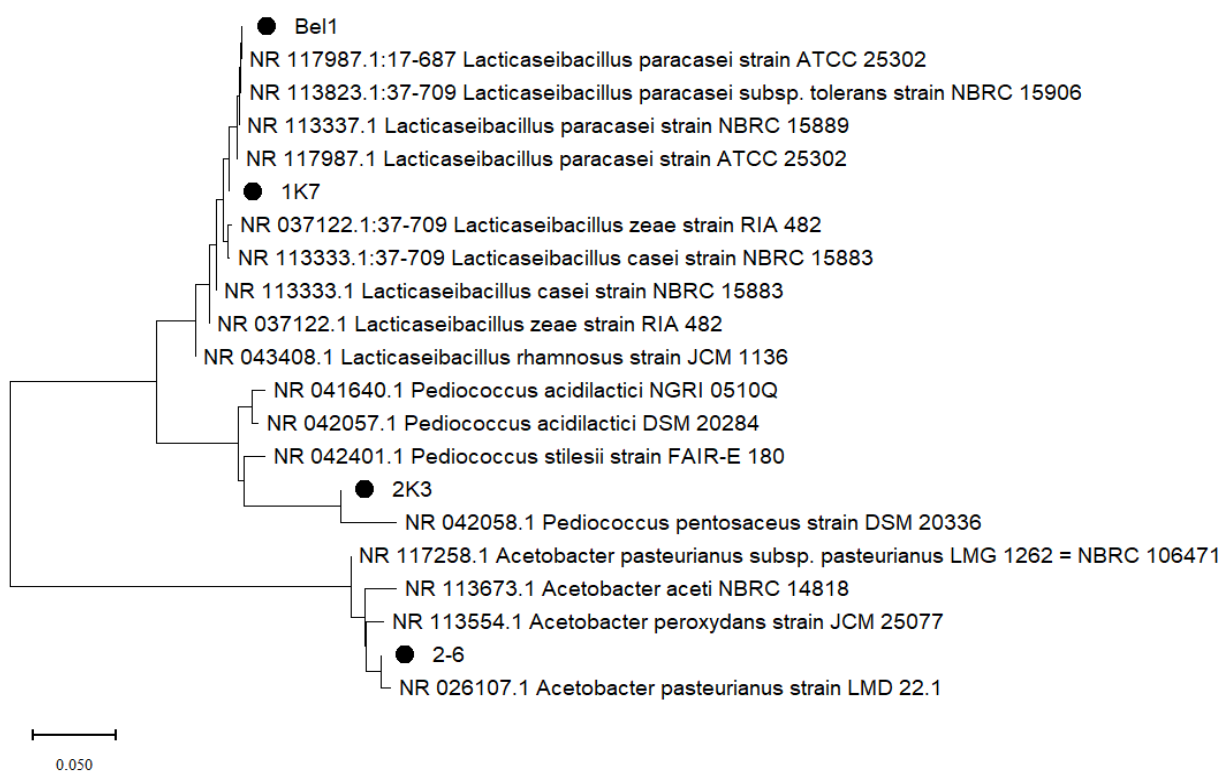 Bel1
NR 117987.1:17-687 Lacticaseibacillus paracasei strain ATCC 25302
NR 113823.1:37-709 Lacticaseibacillus paracasei subsp. tolerans strain NBRC 15906
NR 113337.1 Lacticaseibacillus paracasei strain NBRC 15889
NR 117987.1 Lacticaseibacillus paracasei strain ATCC 25302
1K7
NR 037122.1:37-709 Lacticaseibacillus zeae strain RIA 482
NR 113333.1:37-709 Lacticaseibacillus casei strain NBRC 15883
NR 113333.1 Lacticaseibacillus casei strain NBRC 15883
NR 037122.1 Lacticaseibacillus zeae strain RIA 482
NR 043408.1 Lacticaseibacillus rhamnosus strain JCM 1136
NR 041640.1 Pediococcus acidilactici NGRI 0510Q
NR 042057.1 Pediococcus acidilactici DSM 20284
NR 042401.1 Pediococcus stilesii strain FAIR-E 180
2K3
NR 042058.1 Pediococcus pentosaceus strain DSM 20336
NR 117258.1 Acetobacter pasteurianus subsp. pasteurianus LMG 1262 = NBRC 106471
NR 113673.1 Acetobacter aceti NBRC 14818
NR 113554.1 Acetobacter peroxydans strain JCM 25077
2-6
NR 026107.1 Acetobacter pasteurianus strain LMD 22.1
0.050